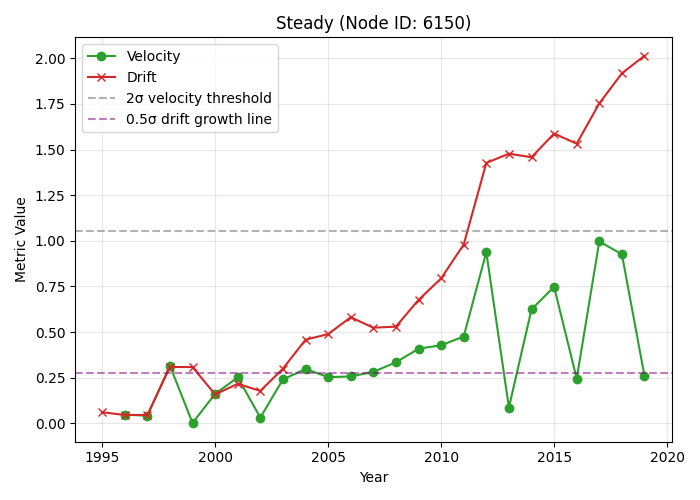 Steady (Node ID: 6150)
Velocity
Drift
2σ velocity threshold
0.5σ drift growth line
Metric Value
2.00
1.75
1.50
1.25
1.00
0.75
0.50
0.25
0.00
1995 2000 2005 2010 2015 2020
Year